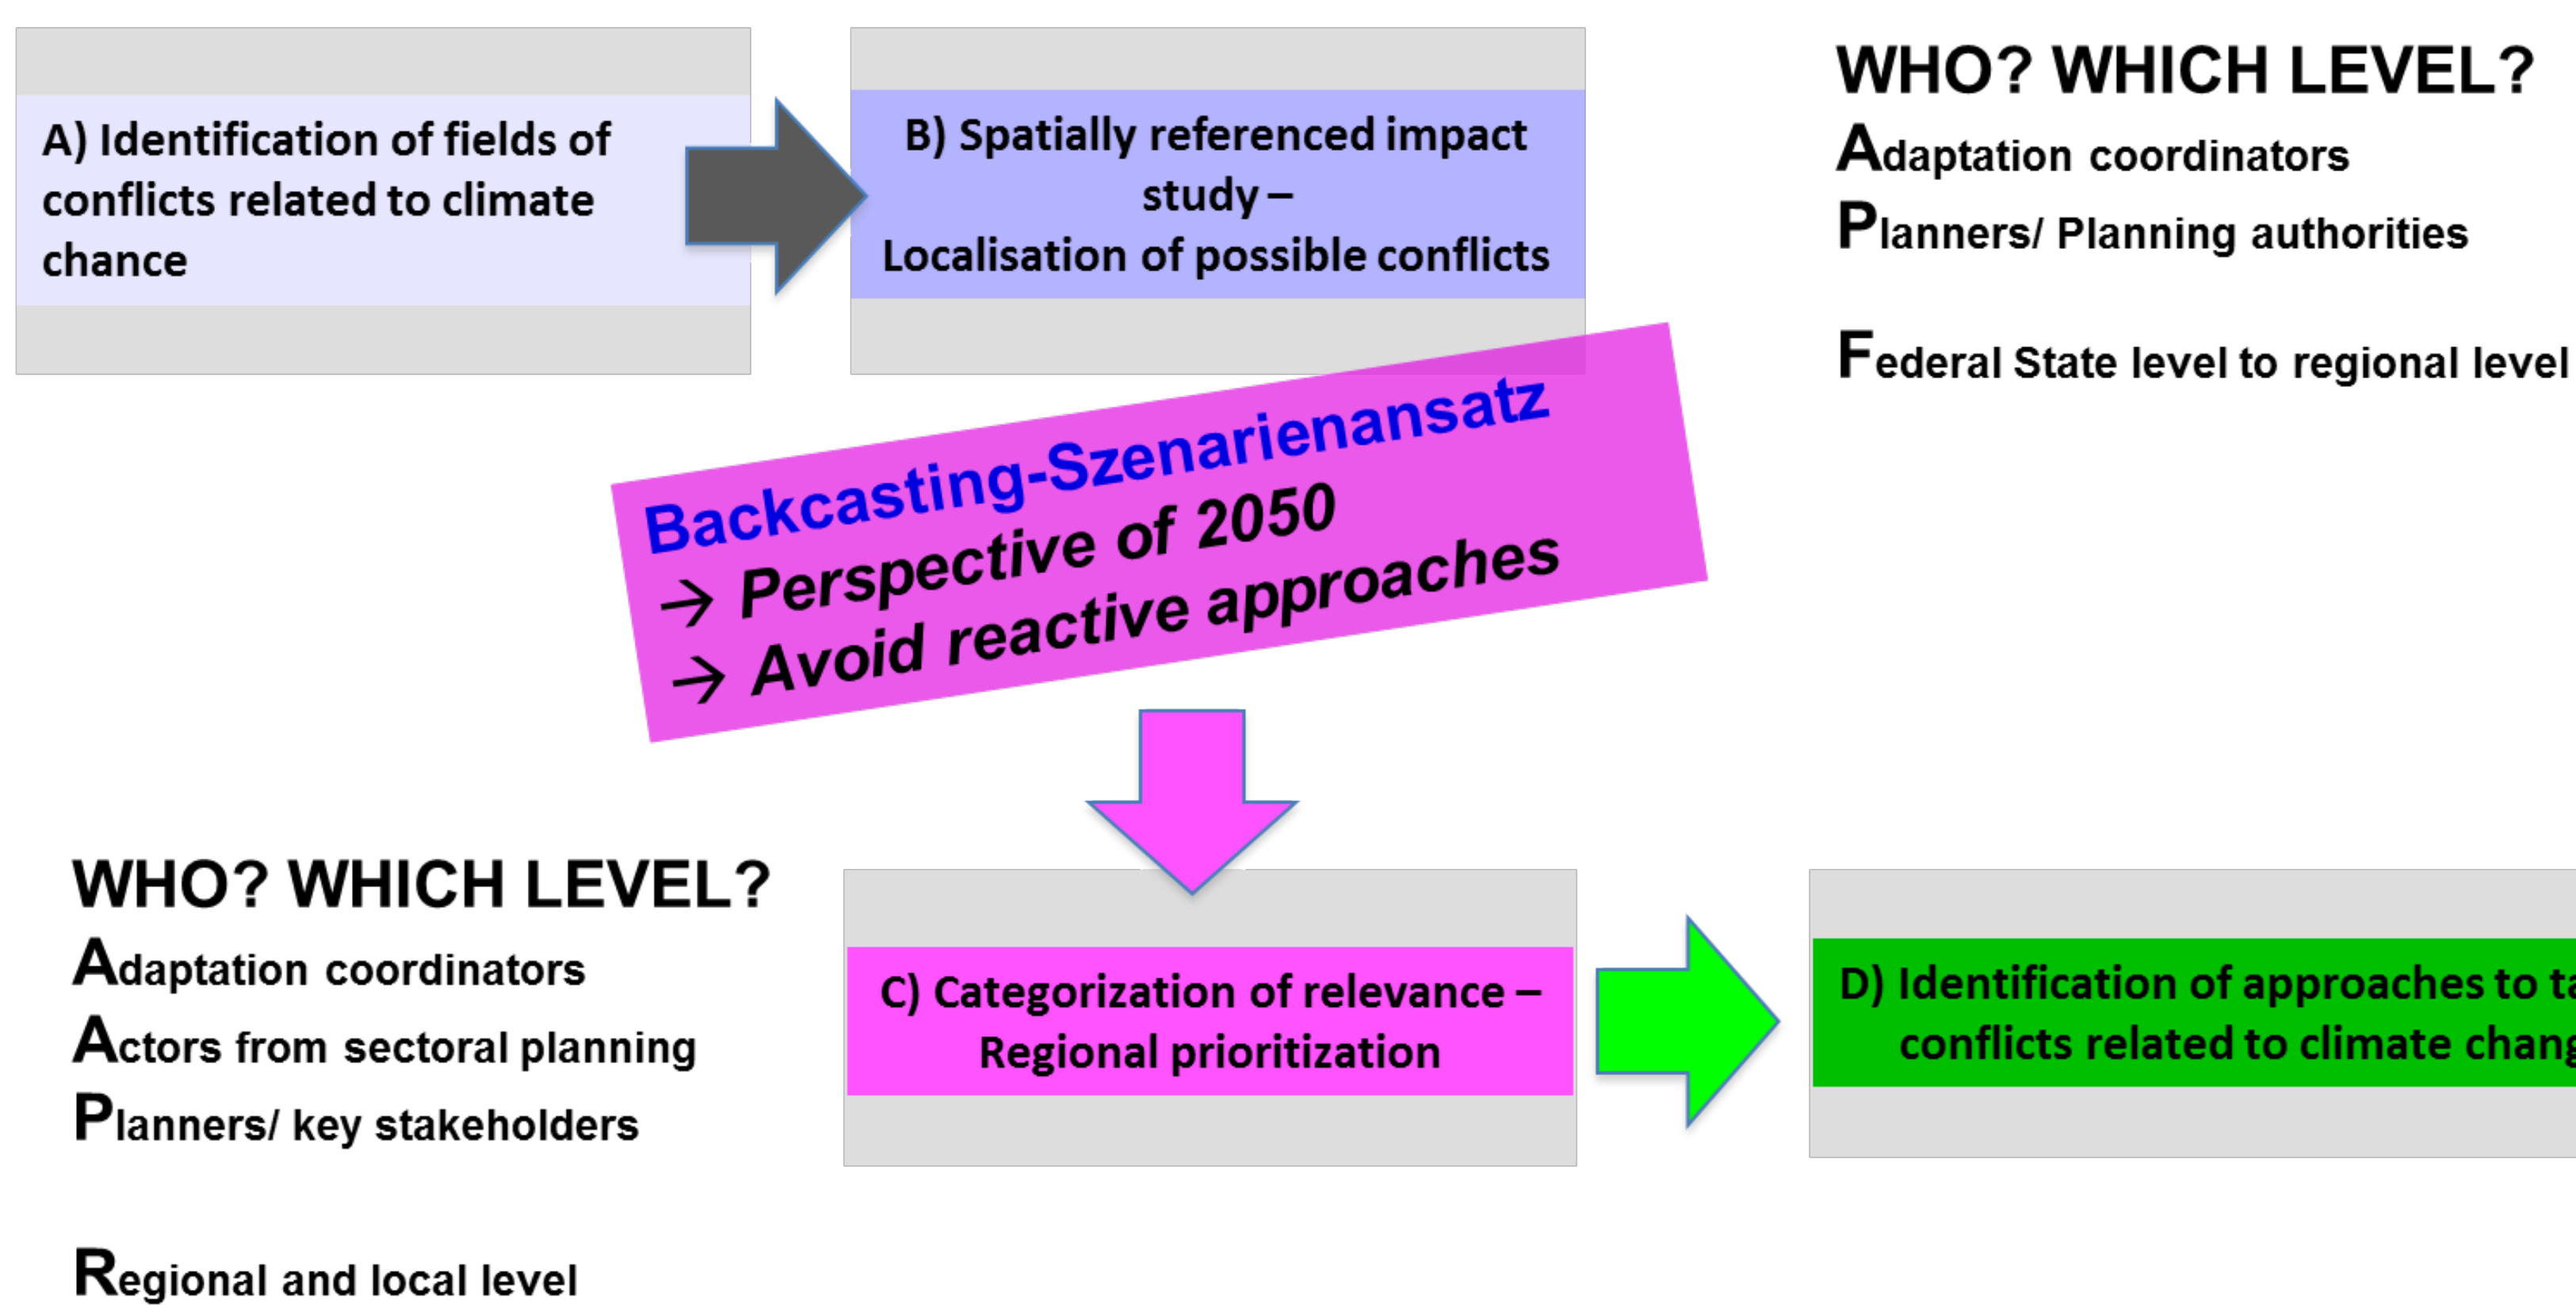 A) Identification of fields of
conflicts related to climate
chance
B) Spatially referenced impact
study –
Localisation of possible conflicts
WHO? WHICH LEVEL?
Adaptation coordinators
Planners/ Planning authorities
Federal State level to regional level
Backcasting-Szenarienansatz
→ Perspective of 2050
→ Avoid reactive approaches
WHO? WHICH LEVEL?
Adaptation coordinators
Actors from sectoral planning
Planners/ key stakeholders
Regional and local level
C) Categorization of relevance –
Regional prioritization
D) Identification of approaches to
conflicts related to climate